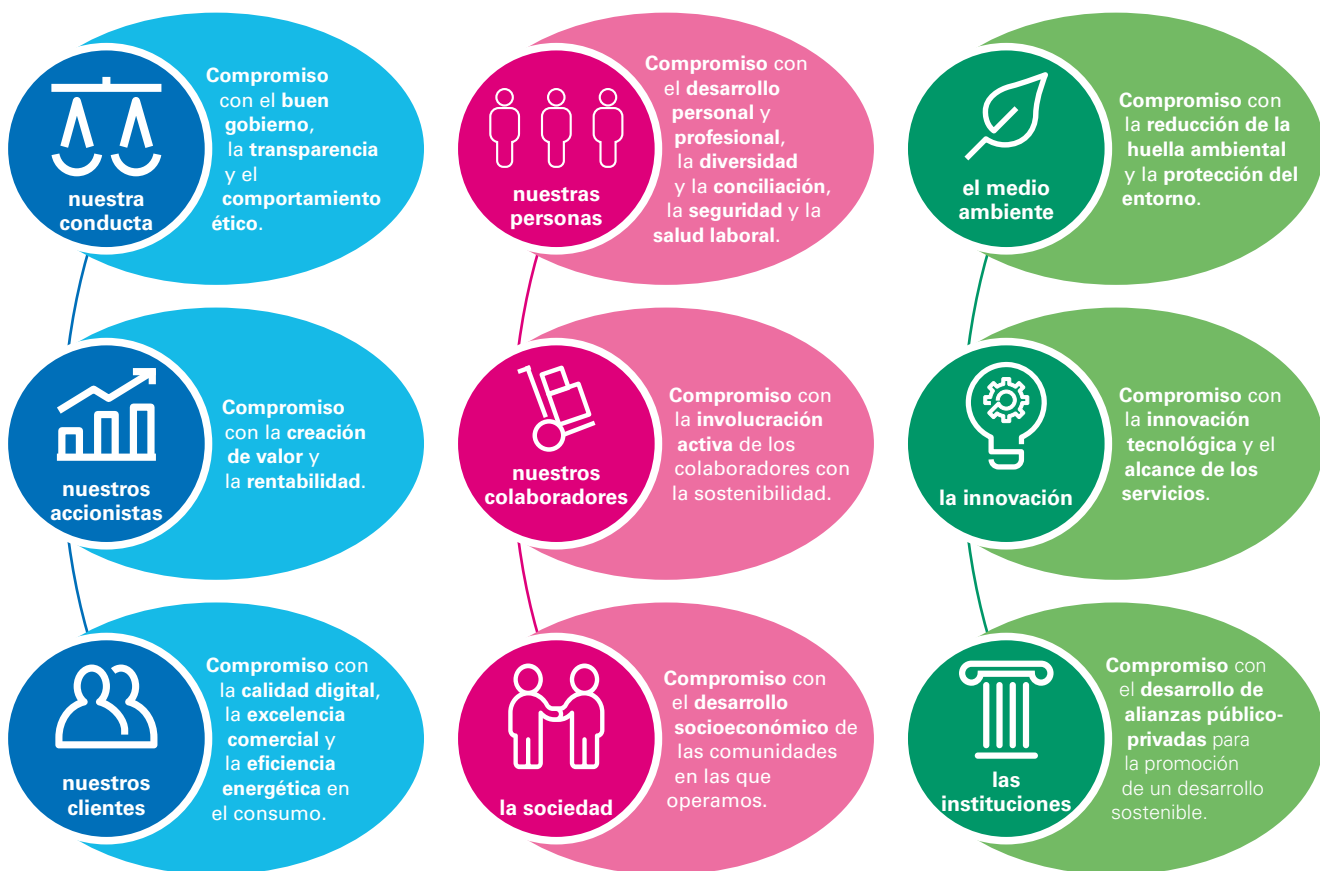 nuestra
conducta
Compromiso
con el buen
gobierno,
la transparencia
y el
comportamiento
ético.
nuestros
accionistas
Compromiso
con la creación
de valor y
la rentabilidad.
nuestros
clientes
Compromiso con
la calidad digital,
la excelencia
comercial y
la eficiencia
energética en
el consumo.
nuestras
personas
Compromiso con
el desarrollo
personal y
profesional,
la diversidad
y la conciliación,
la seguridad y la
salud laboral.
nuestros
colaboradores
Compromiso con
la involucración
activa de los
colaboradores con
la sostenibilidad.
la sociedad
Compromiso con
el desarrollo
socioeconómico de
las comunidades
en las que
operamos.
el medio
ambiente
Compromiso con
la reducción de la
huella ambiental
y la protección del
entorno.
la innovación
Compromiso con
la innovación
tecnológica y el
alcance de los
servicios.
las
instituciones
Compromiso con
el desarrollo de
alianzas público-
privadas para
la promoción
de un desarrollo
sostenible.